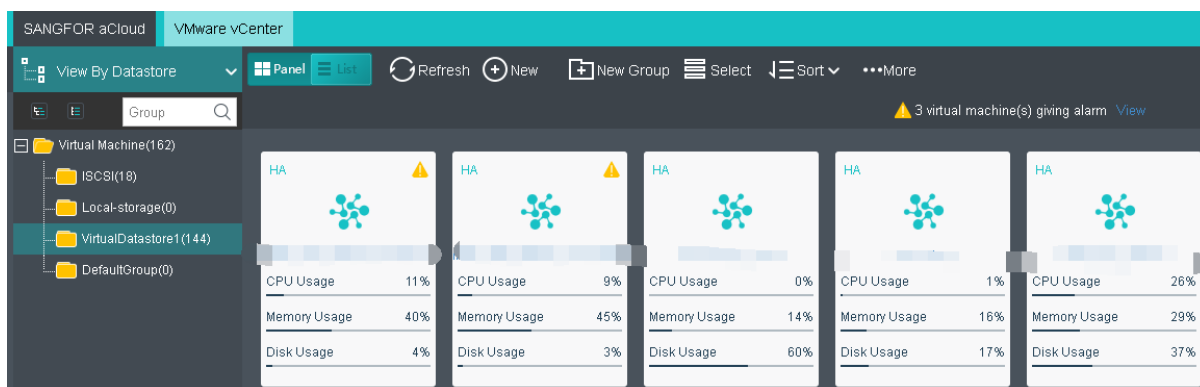 SANGFOR aCloud VMware vCenter
View By Datastore Panel List Refresh New New Group Select Sort •••More
Group
3 virtual machine(s) giving alarm View
Virtual Machine(162)
ISCSI(18)
Local-storage(0)
VirtualDatastore1(144)
DefaultGroup(0)
HA HA HA HA HA
CPU Usage 11% CPU Usage 9% CPU Usage 0% CPU Usage 1% CPU Usage 26%
Memory Usage 40% Memory Usage 45% Memory Usage 14% Memory Usage 16% Memory Usage 29%
Disk Usage 4% Disk Usage 3% Disk Usage 60% Disk Usage 17% Disk Usage 37%